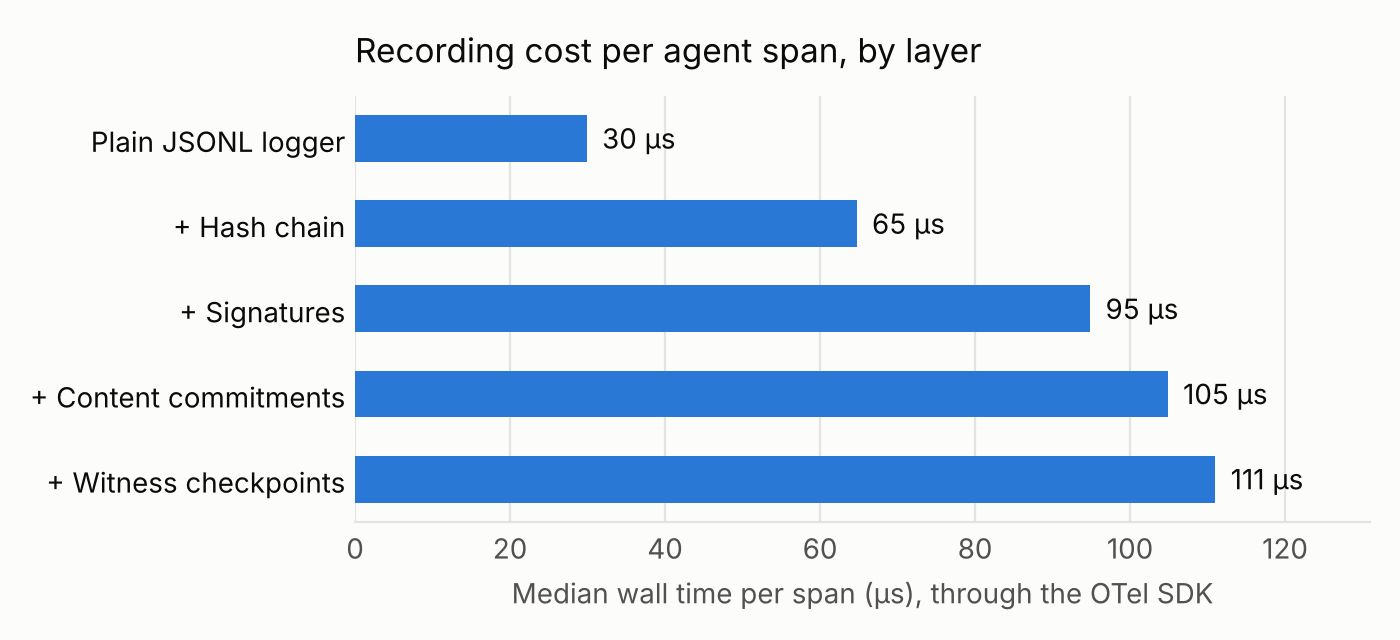 Recording cost per agent span, by layer
Plain JSONL logger 30 µs
+ Hash chain 65 µs
+ Signatures 95 µs
+ Content commitments 105 µs
+ Witness checkpoints 111 µs
0 20 40 60 80 100 120
Median wall time per span (µs), through the OTel SDK